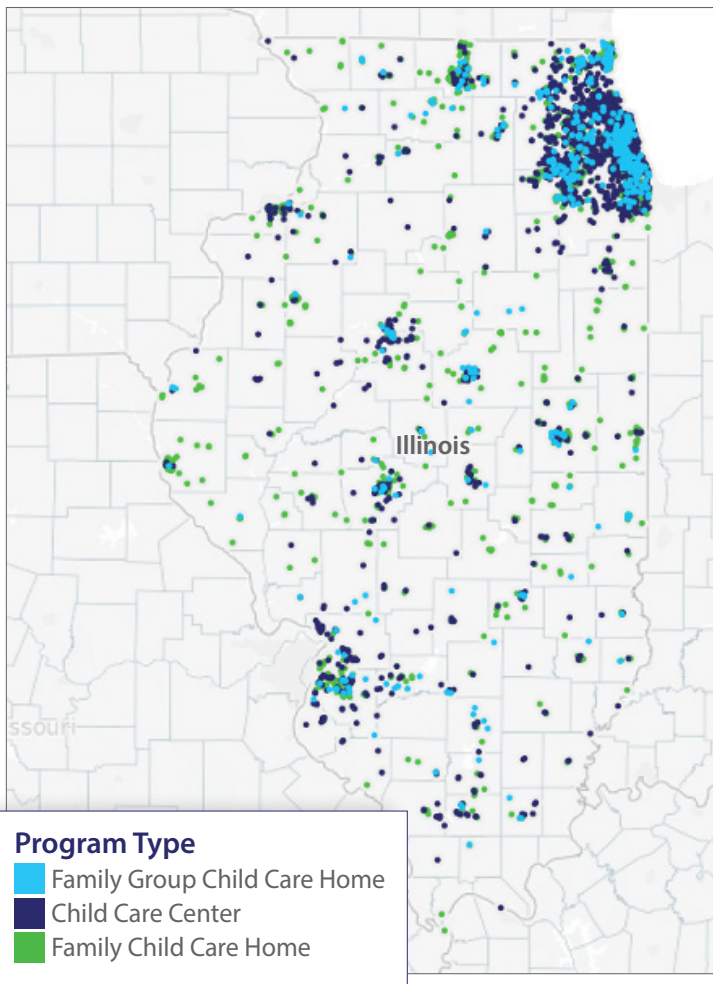 Illinois
ssouri
Program Type
Family Group Child Care Home
Child Care Center
Family Child Care Home